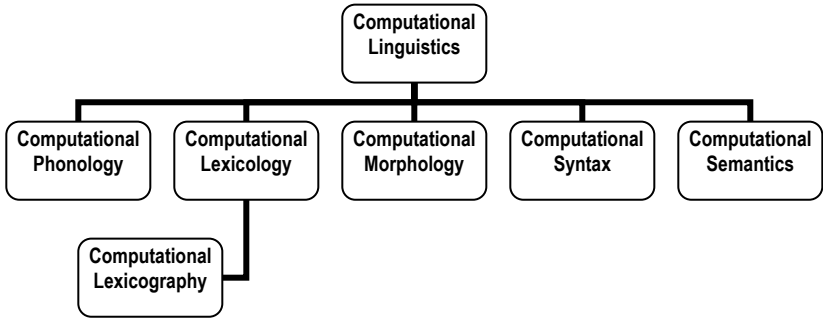 Computational
Linguistics
Computational
Phonology
Computational
Lexicology
Computational
Morphology
Computational
Syntax
Computational
Semantics
Computational
Lexicography